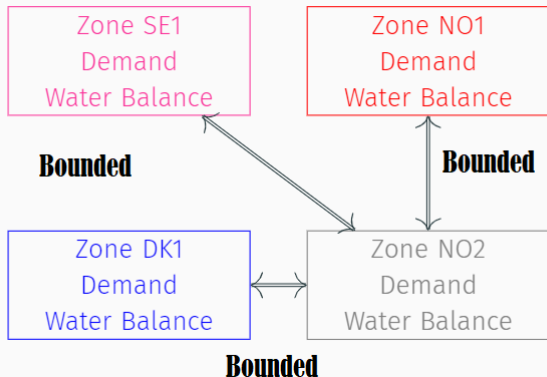 Zone SE1
Demand
Water Balance
Zone NO1
Demand
Water Balance
Bounded
Bounded
Zone DK1
Demand
Water Balance
Zone NO2
Demand
Water Balance
Bounded